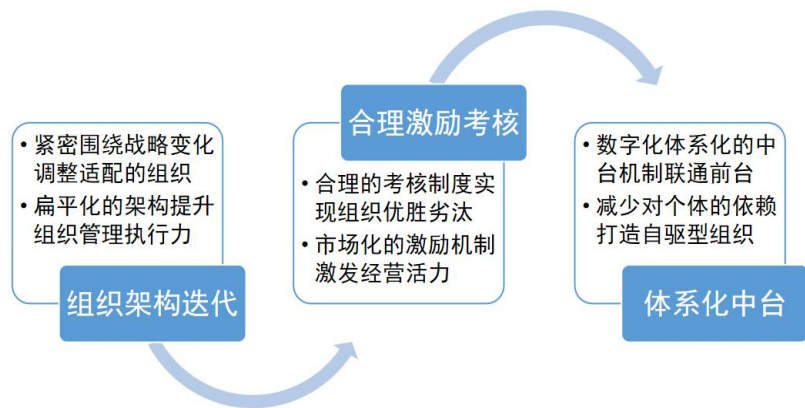 • 紧密围绕战略变化
调整适配的组织
• 扁平化的架构提升
组织管理执行力
组织架构迭代
合理激励考核
• 合理的考核制度实
现组织优胜劣汰
• 市场化的激励机制
激发经营活力
• 数字化体系化的中
台机制联通前台
• 减少对个体的依赖
打造自驱型组织
体系化中台